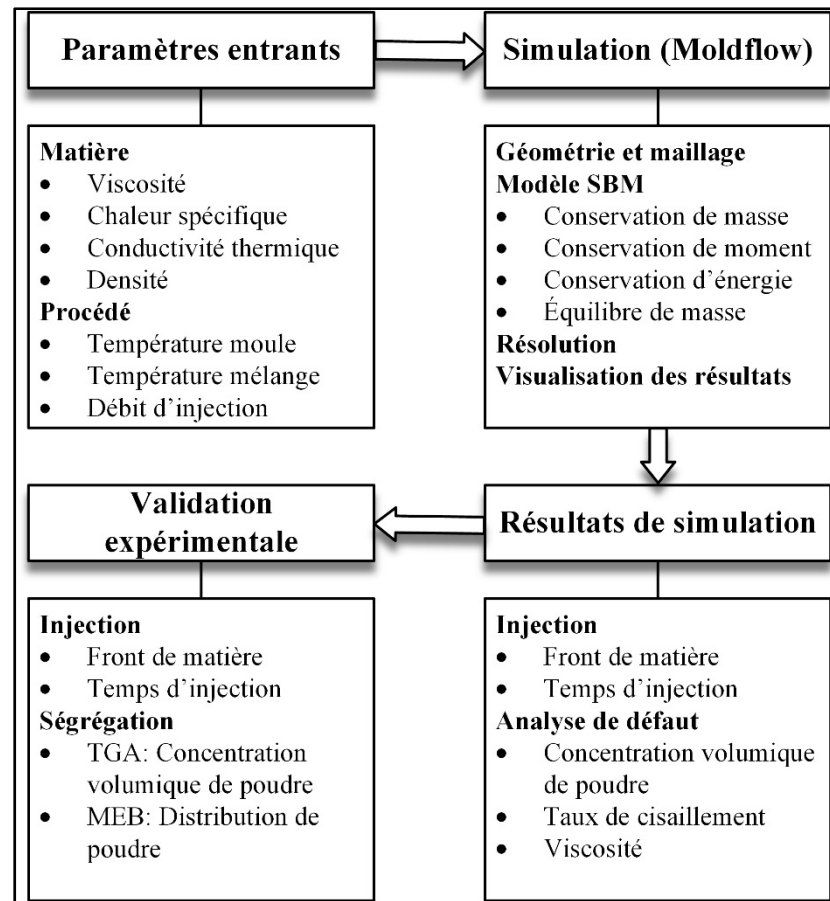 Paramètres entrants
Matière
• Viscosité
• Chaleur spécifique
• Conductivité thermique
• Densité
Procédé
• Température moule
• Température mélange
• Débit d'injection
Simulation (Moldflow)
Géométrie et maillage
Modèle SBM
• Conservation de masse
• Conservation de moment
• Conservation d'énergie
• Équilibre de masse
Résolution
Visualisation des résultats
Résultats de simulation
Injection
• Front de matière
• Temps d'injection
Analyse de défaut
• Concentration volumique
de poudre
• Taux de cisaillement
• Viscosité
Validation
expérimentale
Injection
• Front de matière
• Temps d'injection
Ségrégation
• TGA: Concentration
volumique de poudre
• MEB: Distribution de
poudre